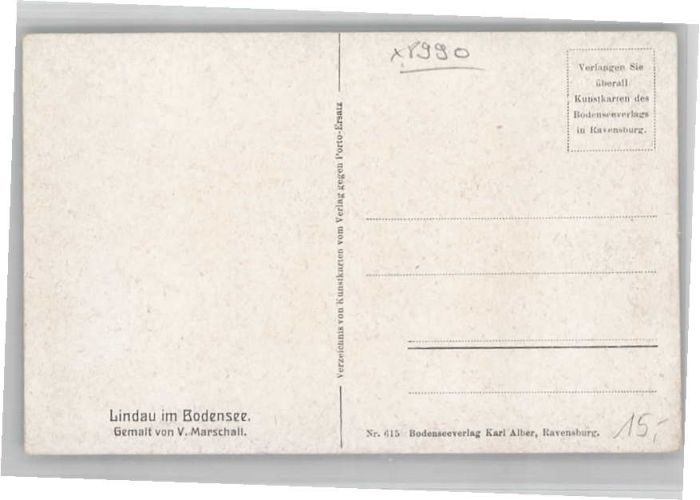 x8990
Verlangen Sie
überall
Kunstkarten des
Bodenseeverlags
in Ravensburg.
Verzeichnis von Kunstkarten vom Verlag gegen Porto-Ersatz
Lindau im Bodensee.
Gemalt von V. Marschall.
Nr. 615 Bodenseeverlag Karl Alber, Ravensburg.
15,-